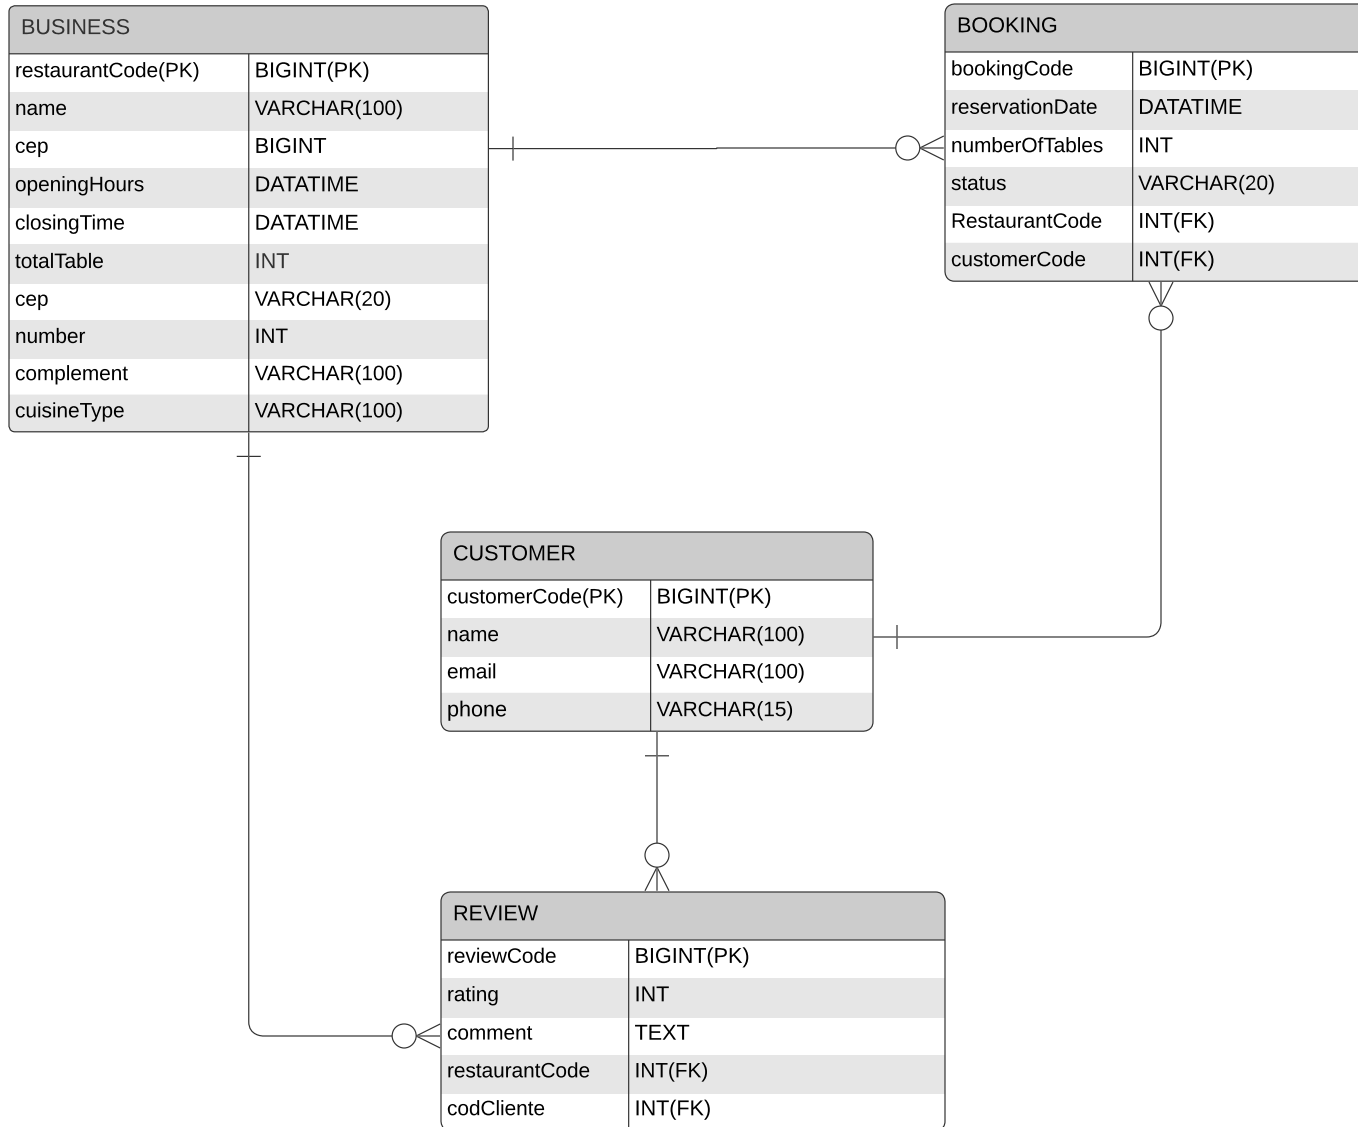 BUSINESS
restaurantCode(PK) BIGINT(PK)
name VARCHAR(100)
cep BIGINT
openingHours DATATIME
closingTime DATATIME
totalTable INT
cep VARCHAR(20)
number INT
complement VARCHAR(100)
cuisineType VARCHAR(100)
BOOKING
bookingCode BIGINT(PK)
reservationDate DATATIME
numberOfTables INT
status VARCHAR(20)
RestaurantCode INT(FK)
customerCode INT(FK)
CUSTOMER
customerCode(PK) BIGINT(PK)
name VARCHAR(100)
email VARCHAR(100)
phone VARCHAR(15)
REVIEW
reviewCode BIGINT(PK)
rating INT
comment TEXT
restaurantCode INT(FK)
codCliente INT(FK)